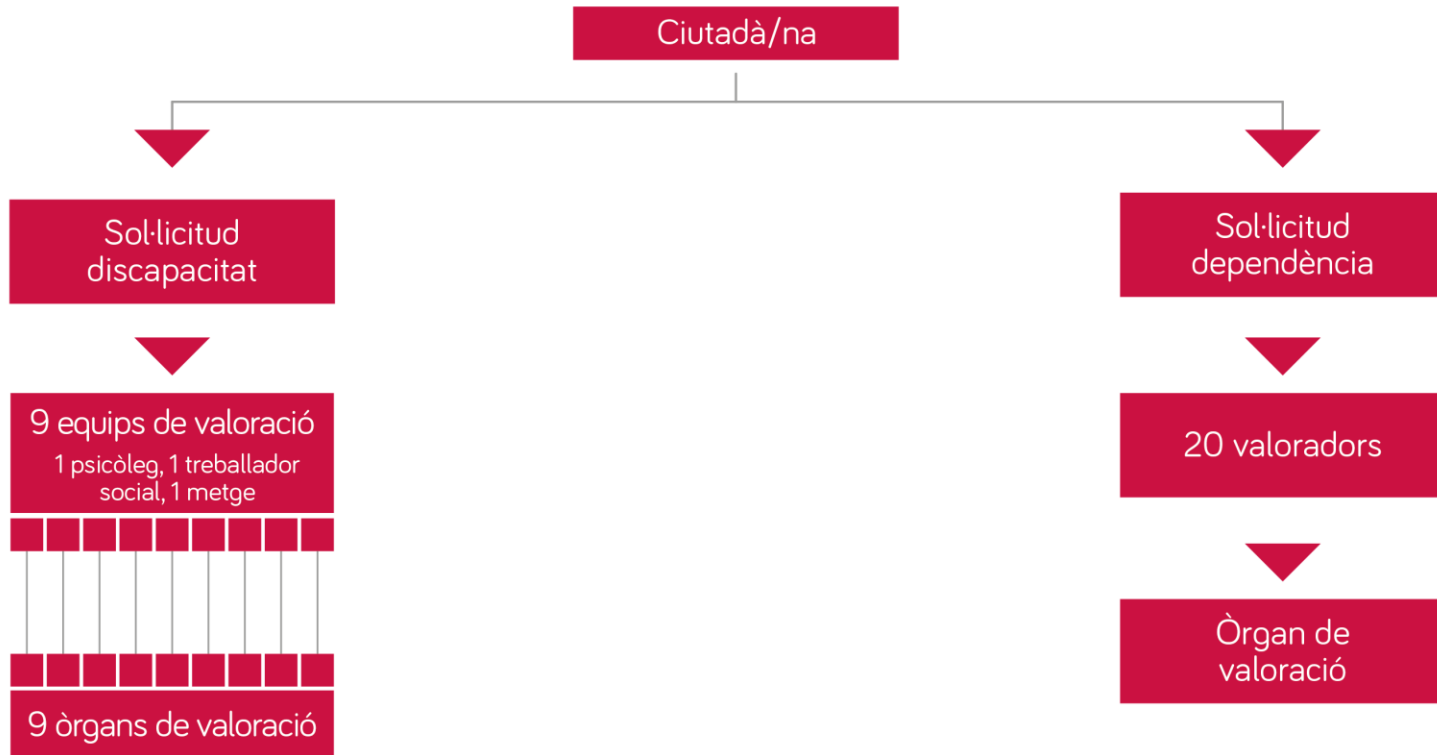 Ciutadà/na
Sol·licitud
discapacitat
9 equips de valoració
1 psicòleg, 1 treballador
social, 1 metge
9 òrgans de valoració
Sol·licitud
dependència
20 valoradors
Òrgan de
valoració